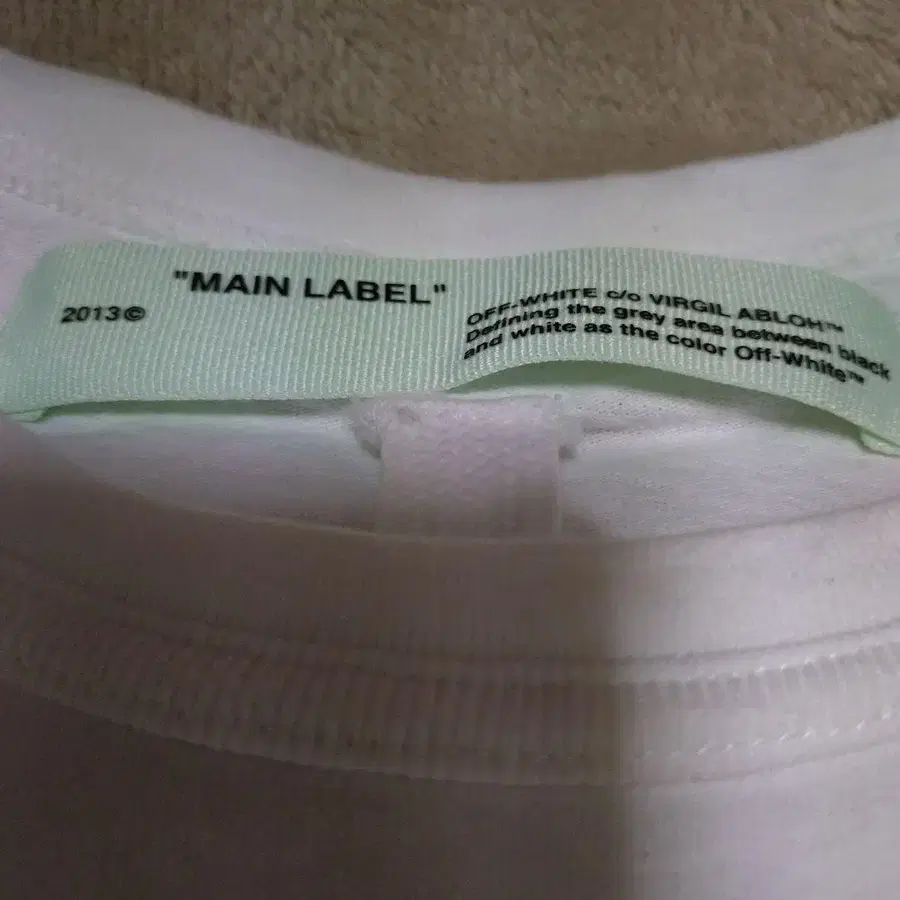 "MAIN LABEL"
2013©
OFF-WHITE c/o VIRGIL ABLOH™
Defining the grey area between black
and white as the color Off-White™